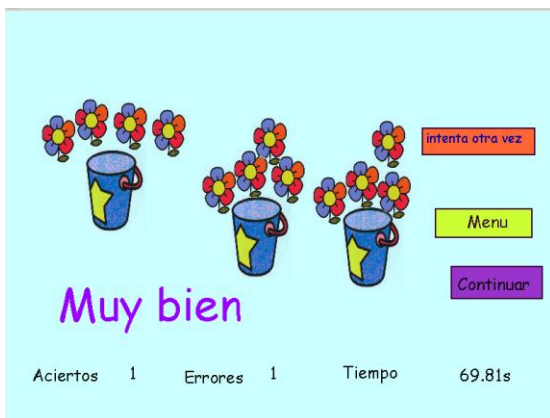 intenta otra vez
Menu
Continuar
Muy bien
Aciertos 1 Errores 1 Tiempo 69.81s